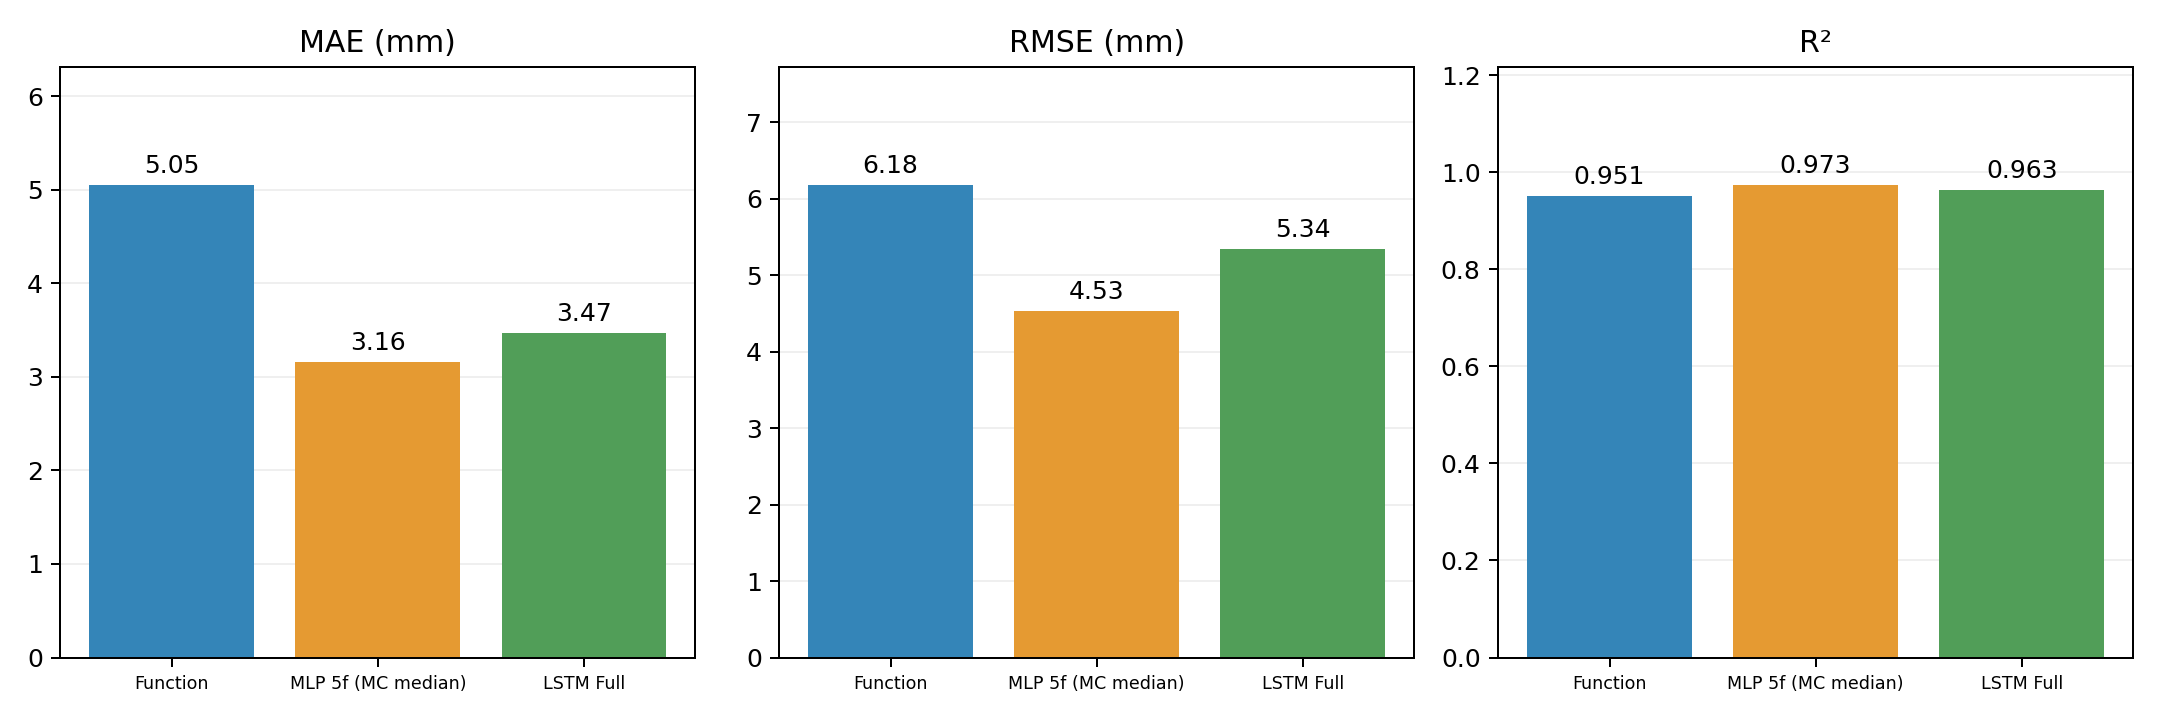 MAE (mm)
6
5
4
3
2
1
0
5.05
3.16
3.47
Function
MLP 5f (MC median)
LSTM Full
RMSE (mm)
7
6
5
4
3
2
1
0
6.18
4.53
5.34
Function
MLP 5f (MC median)
LSTM Full
R²
1.2
1.0
0.8
0.6
0.4
0.2
0.0
0.951
0.973
0.963
Function
MLP 5f (MC median)
LSTM Full